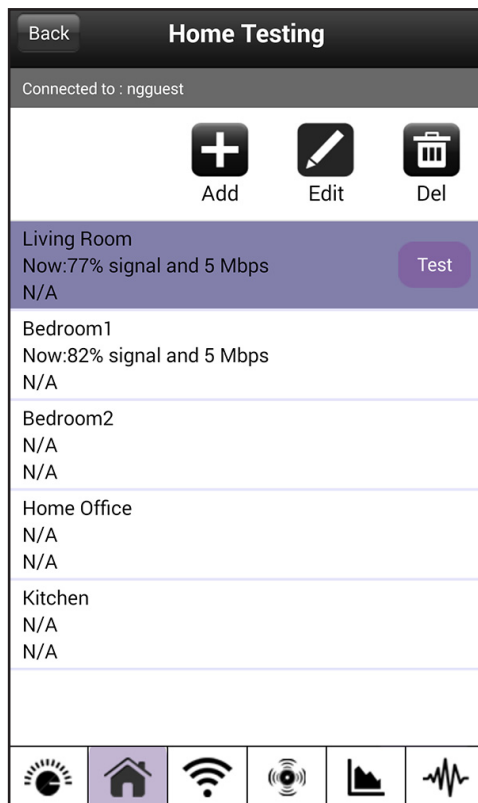 Back
Home Testing
Connected to : ngguest
Add
Edit
Del
Living Room
Now:77% signal and 5 Mbps
N/A
Test
Bedroom1
Now:82% signal and 5 Mbps
N/A
Bedroom2
N/A
N/A
Home Office
N/A
N/A
Kitchen
N/A
N/A